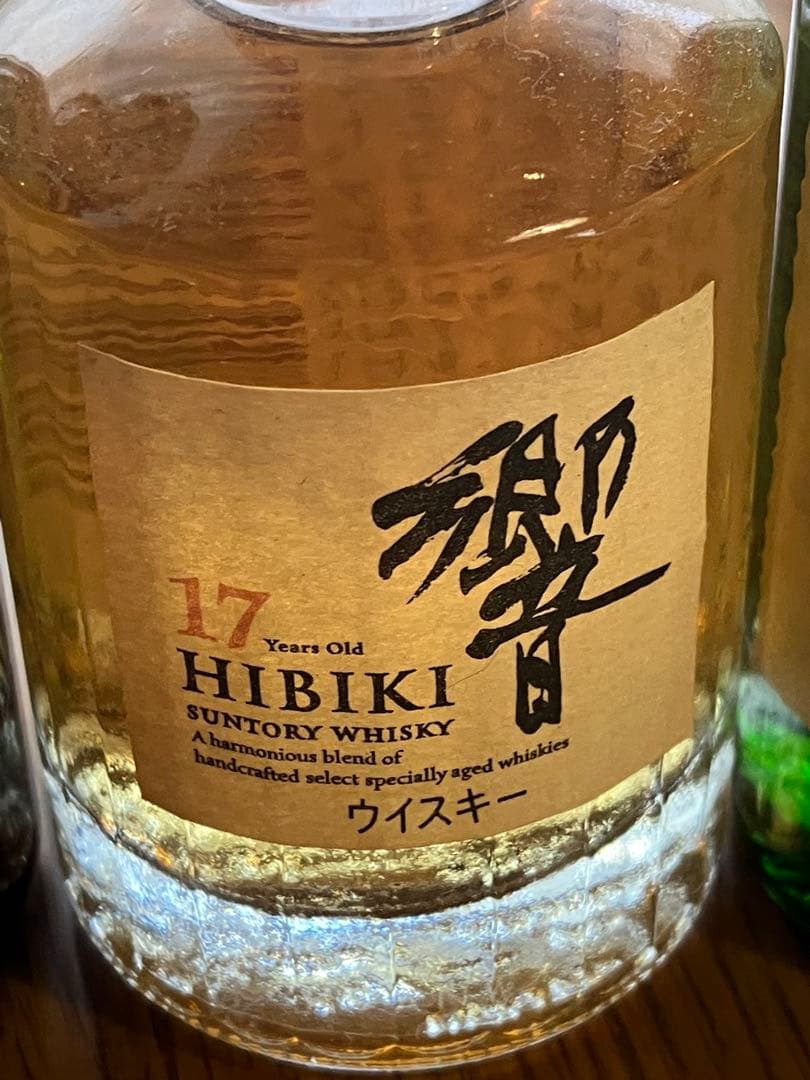 響
17 Years Old
HIBIKI
SUNTORY WHISKY
A harmonious blend of
handcrafted select specially aged whiskies
ウイスキー